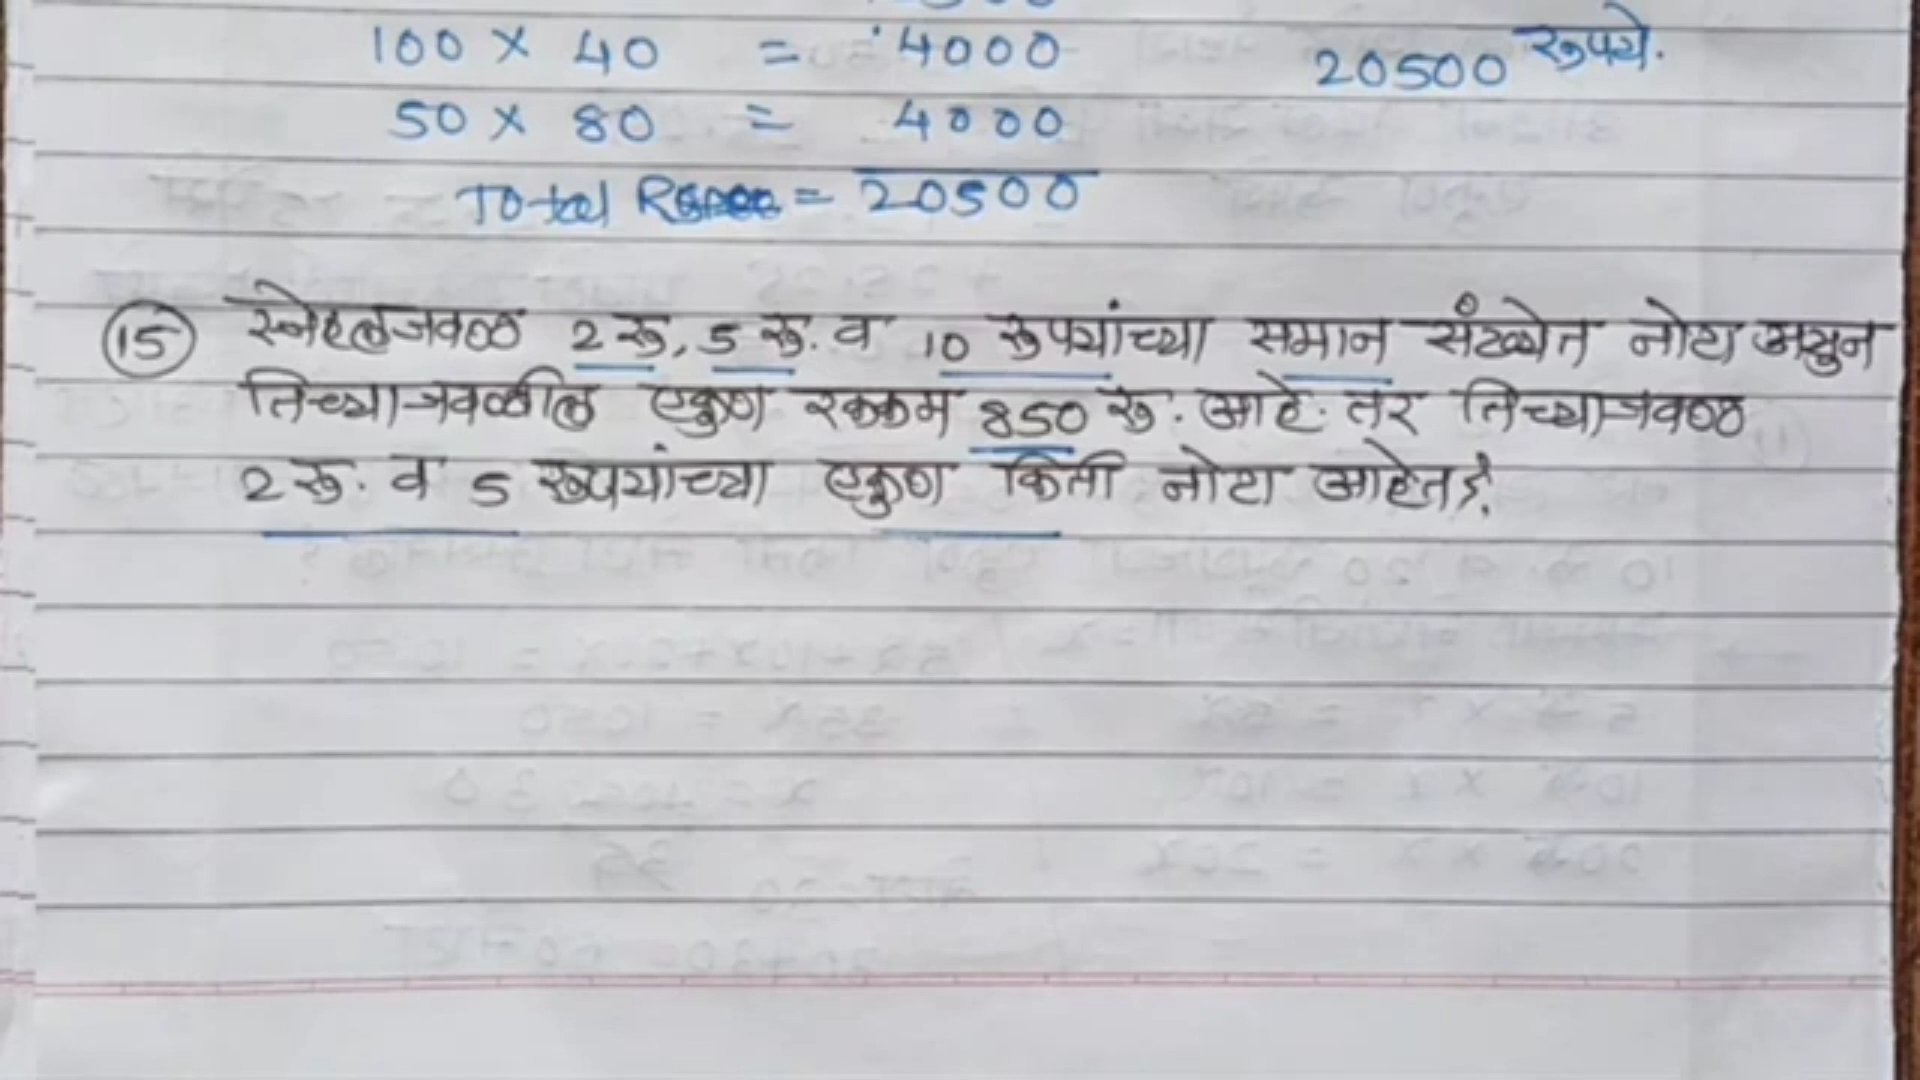 100 × 40 = 4000
20500 रुपये.
50 × 80 = 4000
Total = 20500
15 स्नेहलजवळ 2 रु, 5 रु. व 10 रुपयांच्या समान संख्येत नोटा असुन
तिच्याजवळील एकुण रक्कम 850 रु. आहे. तर तिच्याजवळ
2 रु. व 5 रुपयांच्या एकुण किती नोटा आहेत?